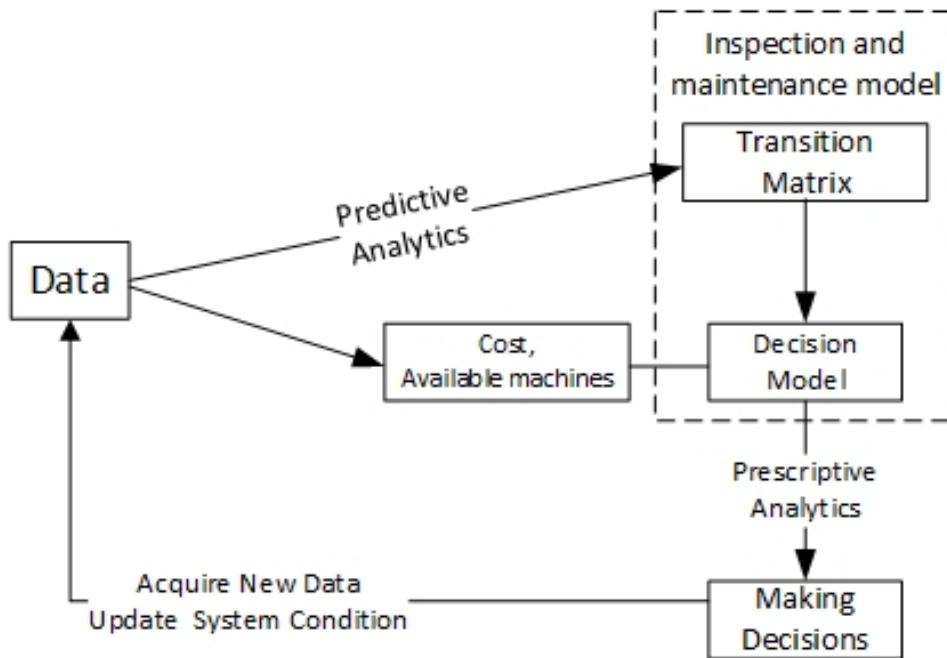 Inspection and
maintenance model
Transition
Matrix
Predictive
Analytics
Data
Cost,
Available machines
Decision
Model
Prescriptive
Analytics
Acquire New Data
Update System Condition
Making
Decisions